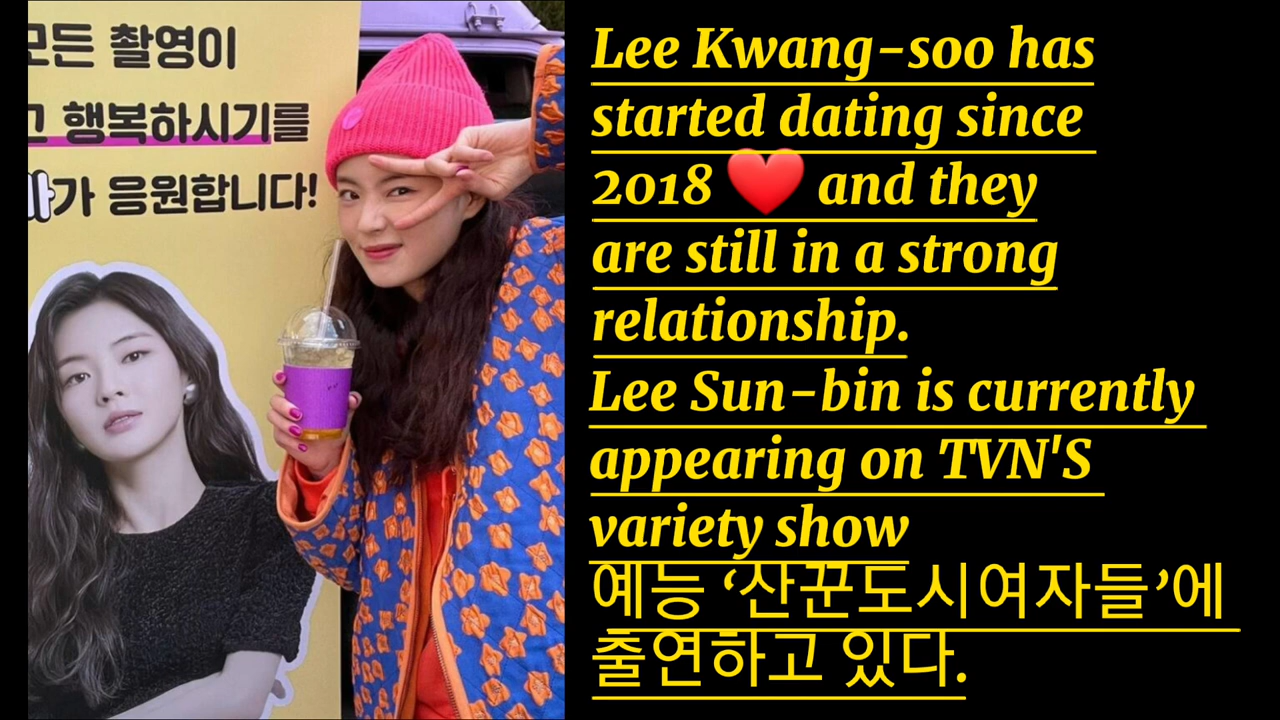 모든 촬영이
고 행복하시기를
가 응원합니다!
Lee Kwang-soo has
started dating since
2018 ❤️ and they
are still in a strong
relationship.
Lee Sun-bin is currently
appearing on TVN'S
variety show
예능 ‘산꾼도시여자들’에
출연하고 있다.